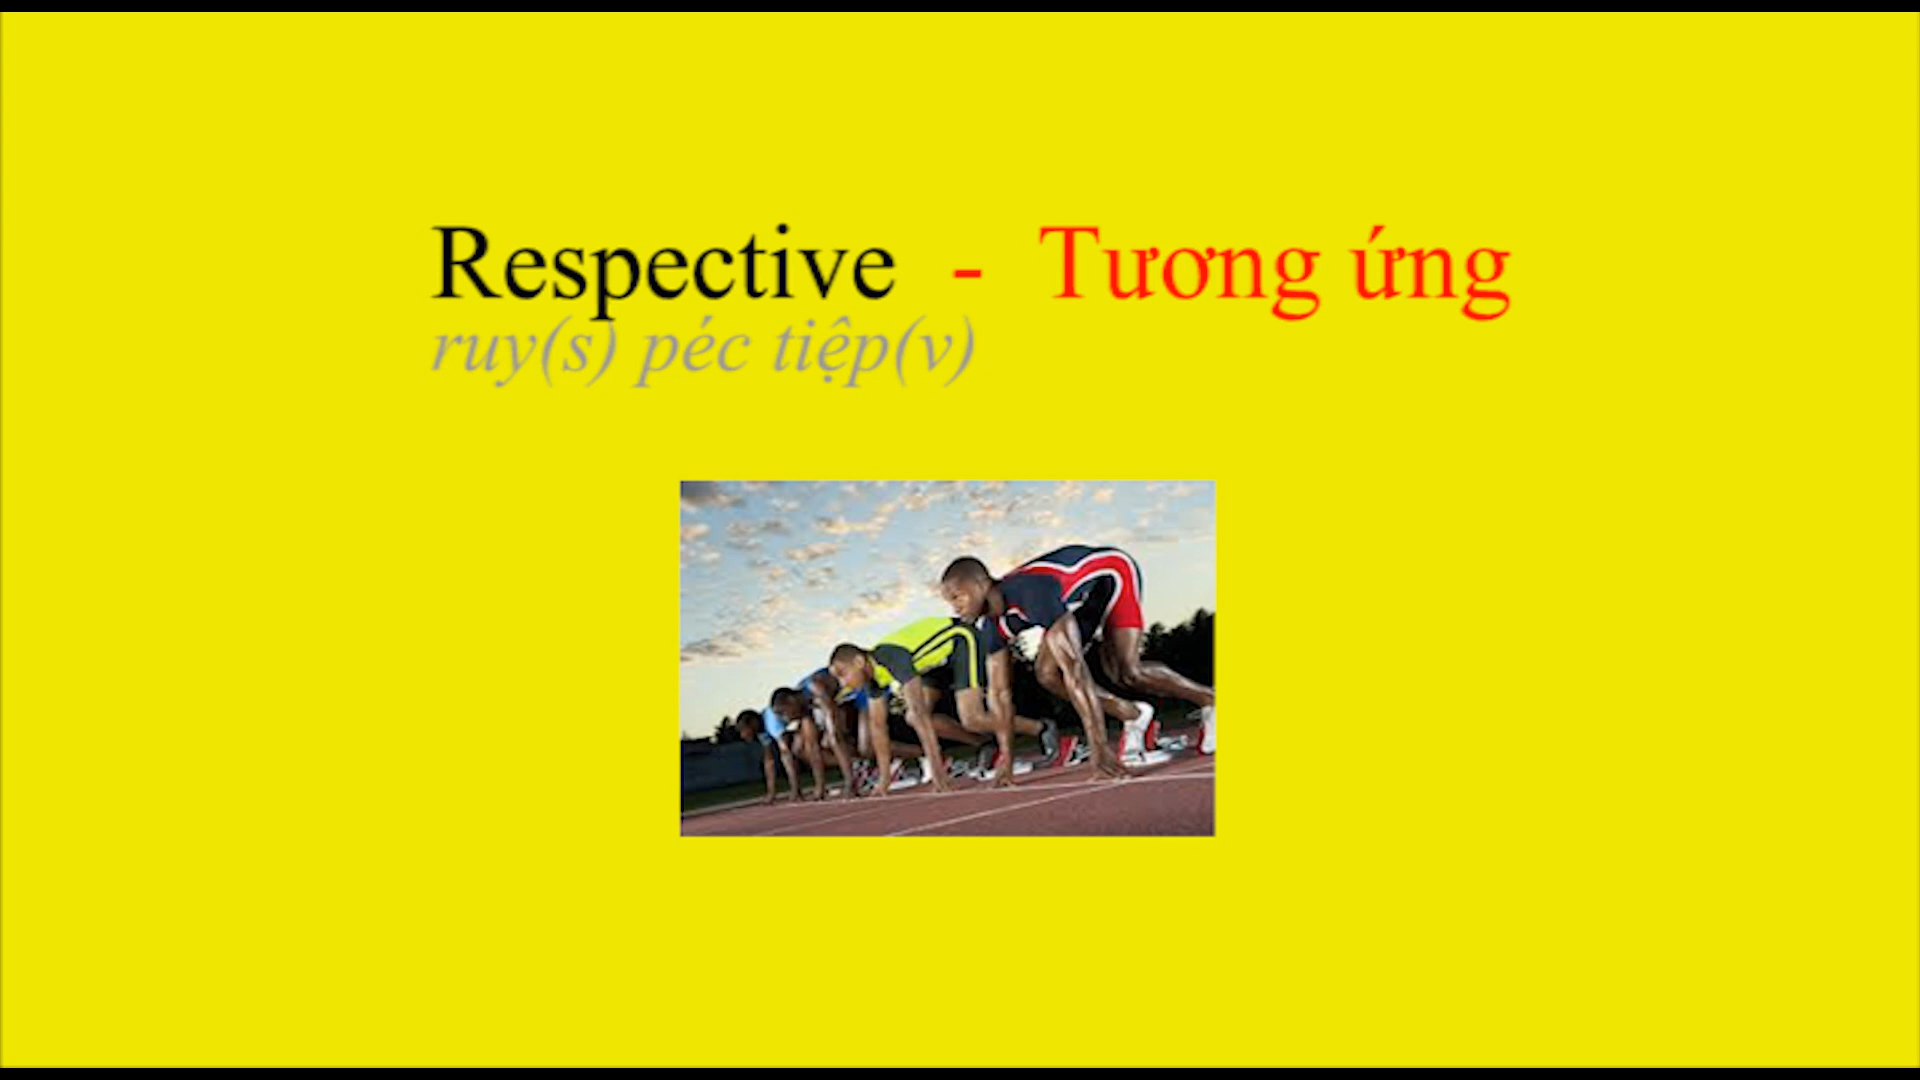 Respective - Tương ứng
ruy(s) péc tiệp(v)